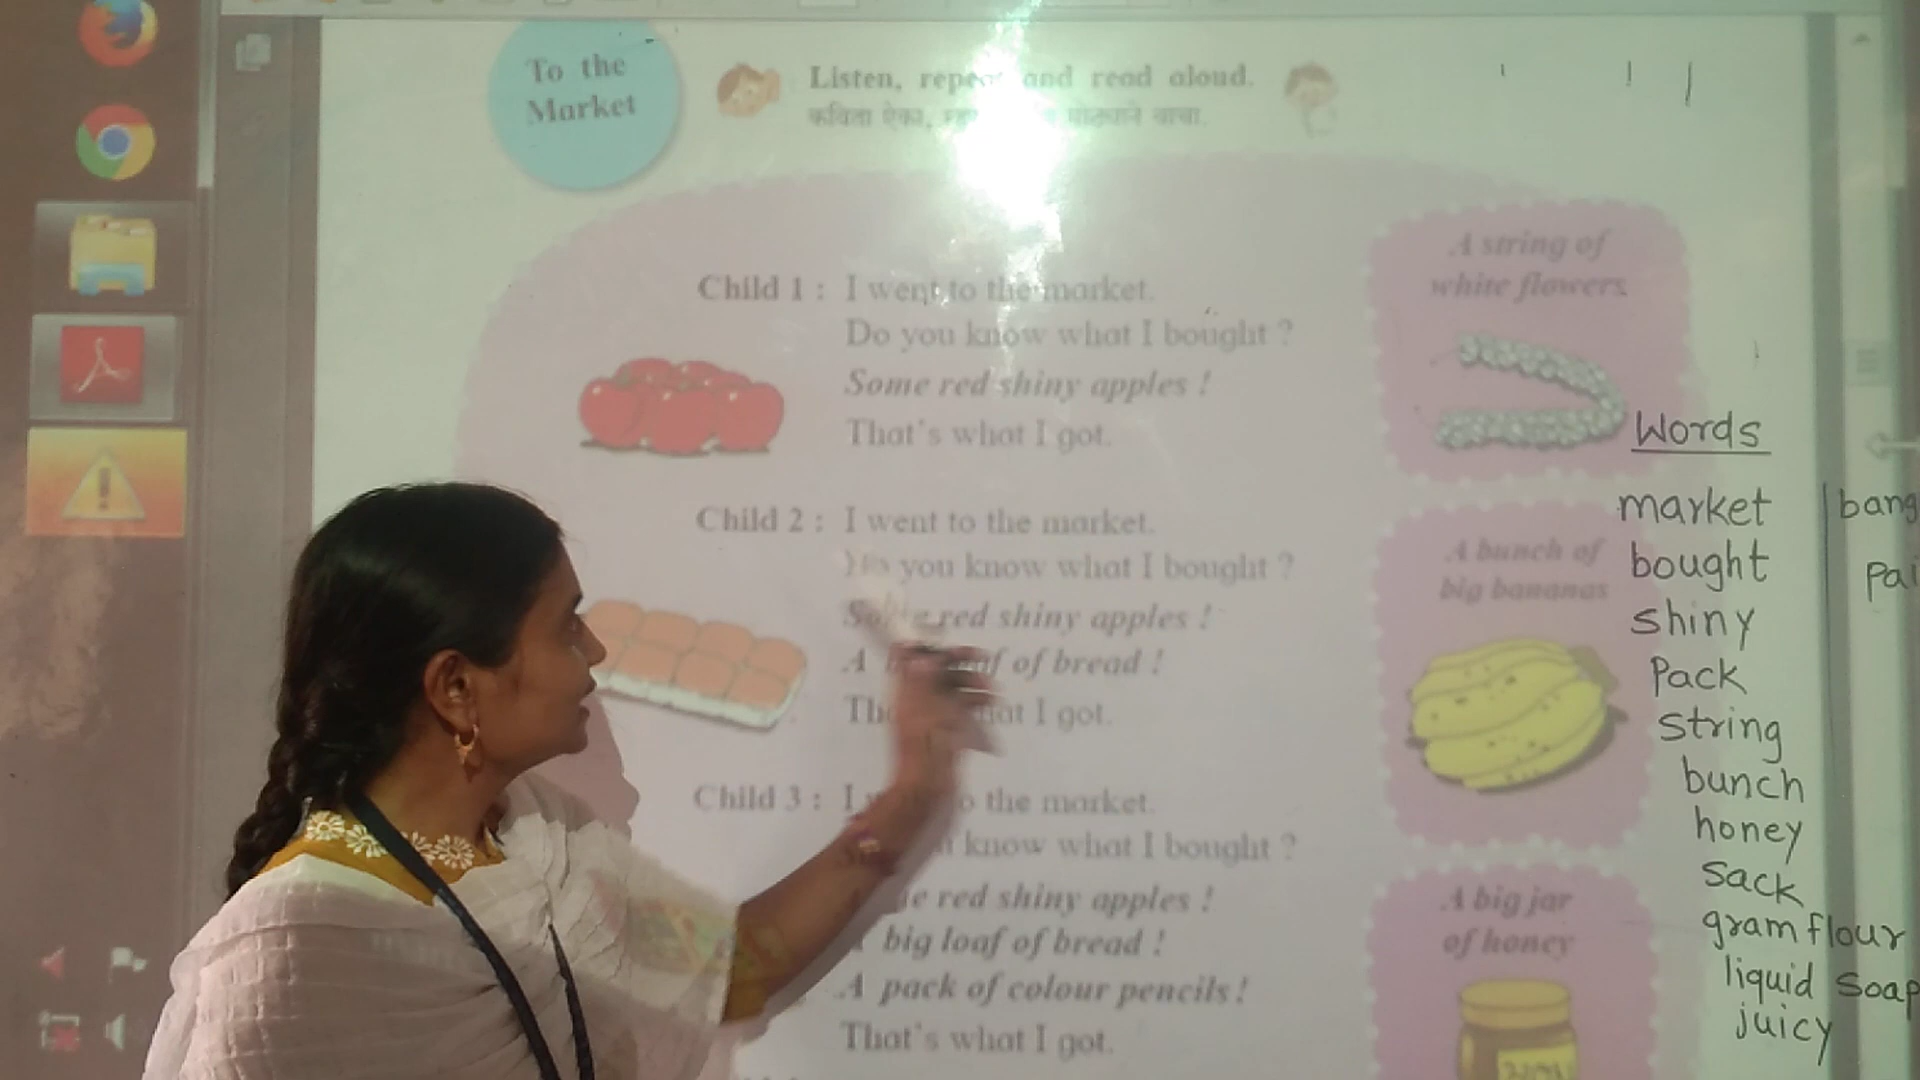 To the
Market
Listen, repeat and read aloud.
कविता ऐका, मोठ्याने वाचा.
Child 1 : I went to the market.
Do you know what I bought ?
Some red shiny apples !
That's what I got.
Child 2 : I went to the market.
you know what I bought ?
Some red shiny apples !
A of bread !
I got.
Child 3 : I to the market.
know what I bought ?
red shiny apples !
big loaf of bread !
A pack of colour pencils !
That's what I got.
A string of
white flowers
A bunch of
big bananas
A big jar
of honey
Words
market
bought
shiny
Pack
string
bunch
honey
sack
gram flour
liquid soap
juicy
bang
pai